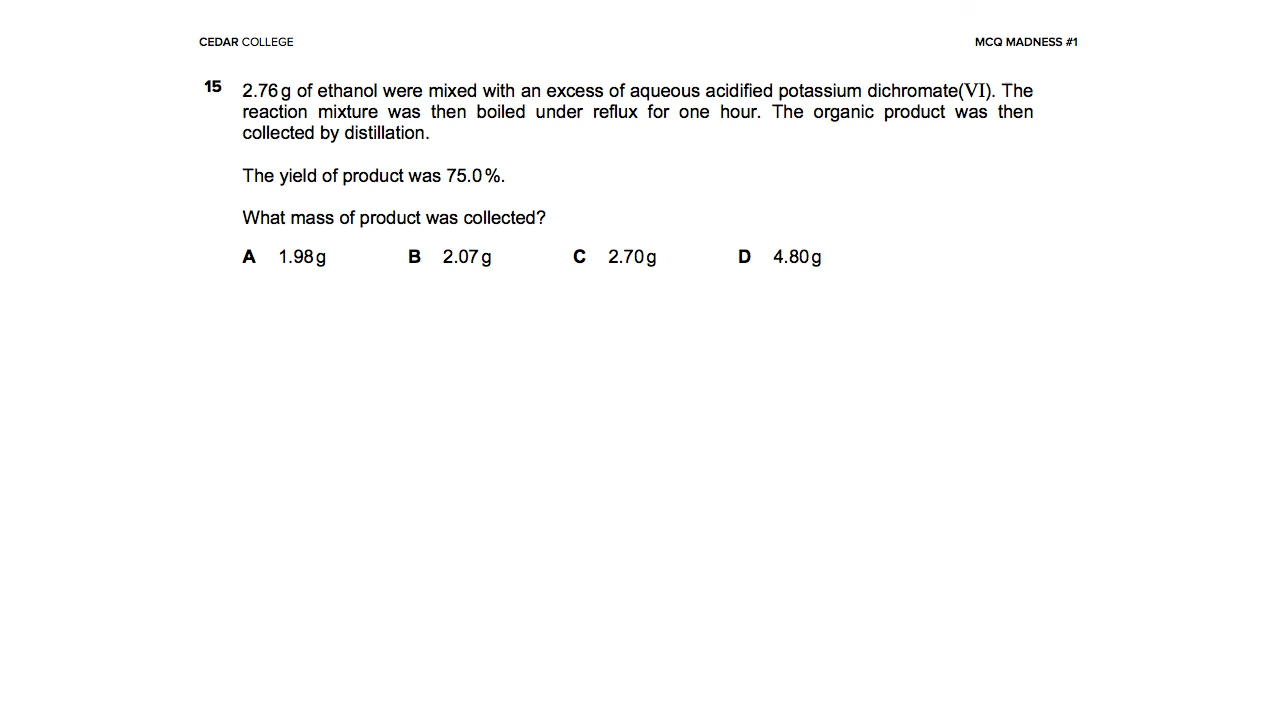 CEDAR COLLEGE MCQ MADNESS #1
15 2.76 g of ethanol were mixed with an excess of aqueous acidified potassium dichromate(VI). The
reaction mixture was then boiled under reflux for one hour. The organic product was then
collected by distillation.
The yield of product was 75.0 %.
What mass of product was collected?
A 1.98 g B 2.07 g C 2.70 g D 4.80 g